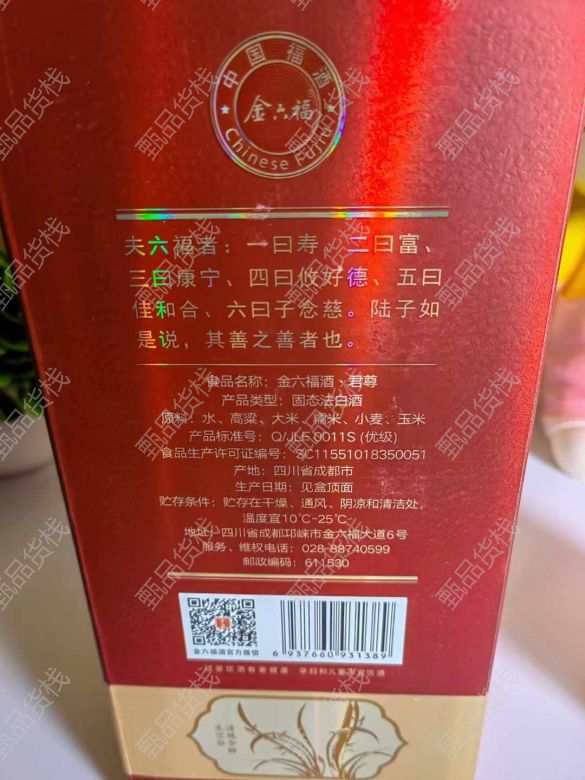 中国福酒
金六福
Chinese Fujiu
夫六福者：一曰寿、二曰富、
三曰康宁、四曰攸好德、五曰
佳和合、六曰子念慈。陆子如
是说，其善之善者也。
食品名称：金六福酒·君尊
产品类型：固态法白酒
原料：水、高粱、大米、糯米、小麦、玉米
产品标准号：Q/JLF 0011S (优级)
食品生产许可证编号：SC11551018350051
产地：四川省成都市
生产日期：见盒顶面
贮存条件：贮存在干燥、通风、阴凉和清洁处，
温度宜10℃-25℃
地址：四川省成都邛崃市金六福大道6号
服务、维权电话：028-88740599
邮政编码：611530
金六福酒官方微信
6 937660 931389
过量饮酒有害健康 孕妇和儿童不宜饮酒
甄品货栈